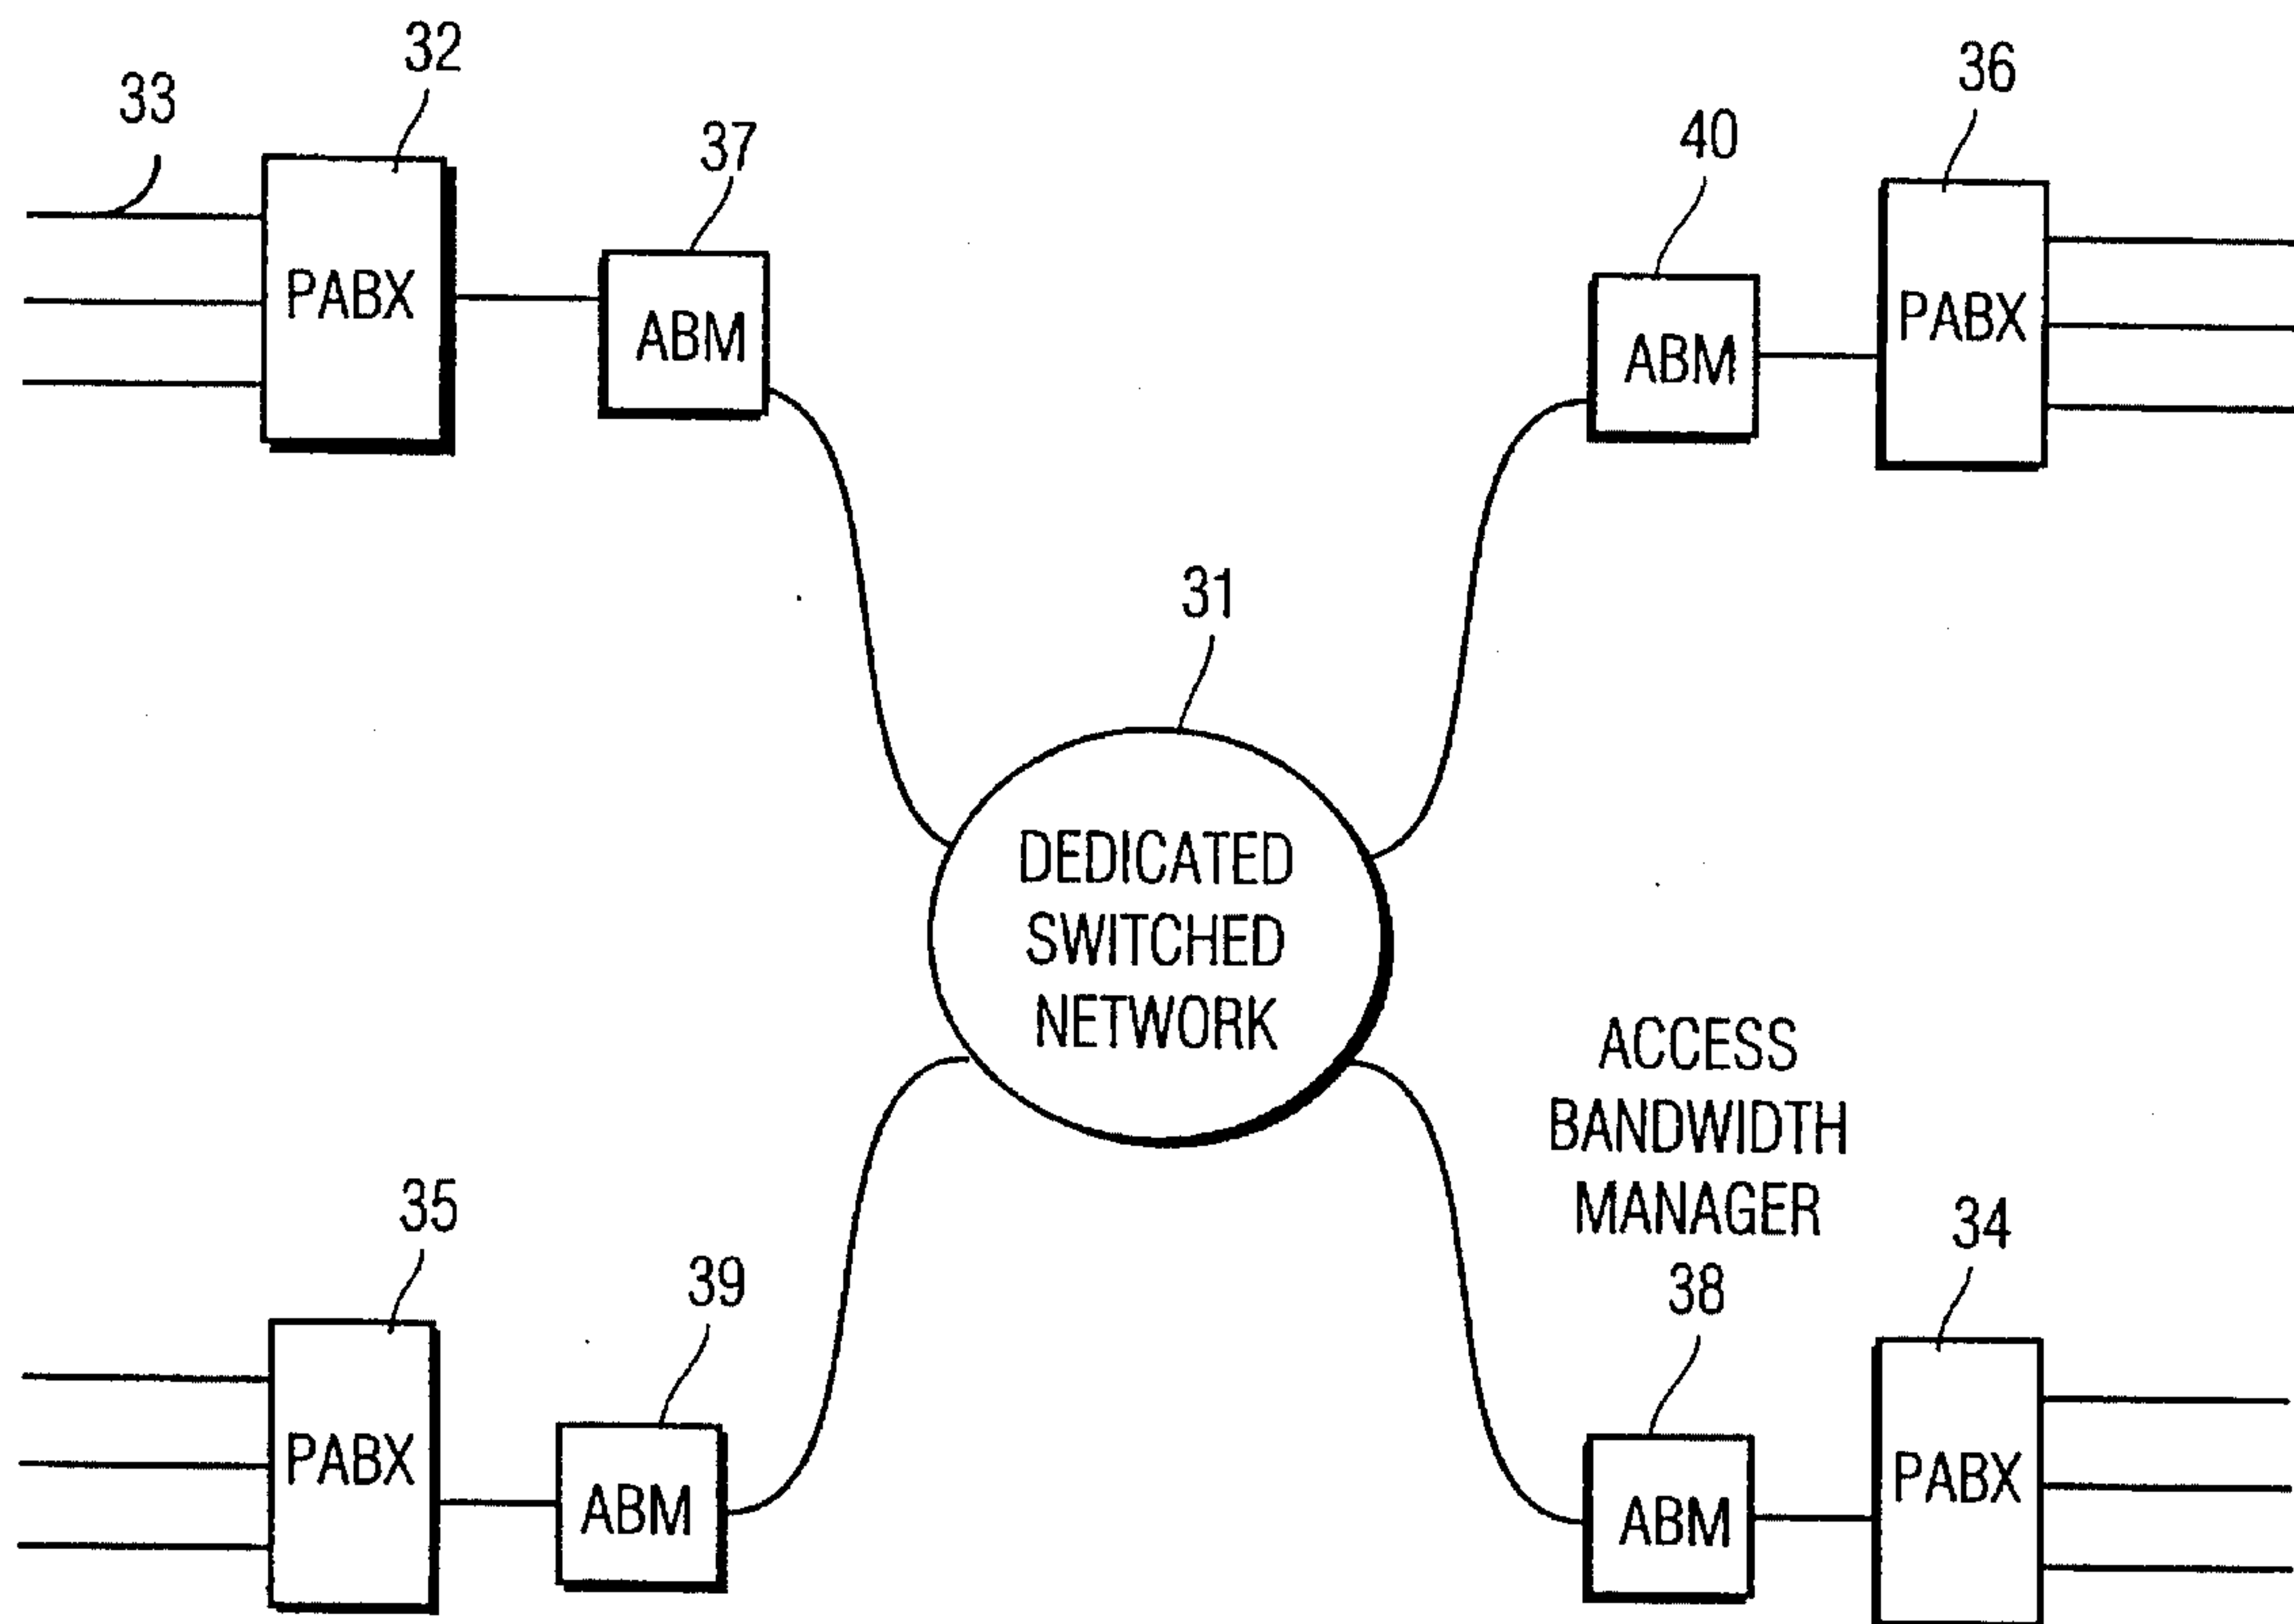 32
33
36
37
40
PABX
ABM
ABM
PABX
31
DEDICATED
SWITCHED
NETWORK
ACCESS
BANDWIDTH
MANAGER
35
34
39
38
PABX
ABM
ABM
PABX